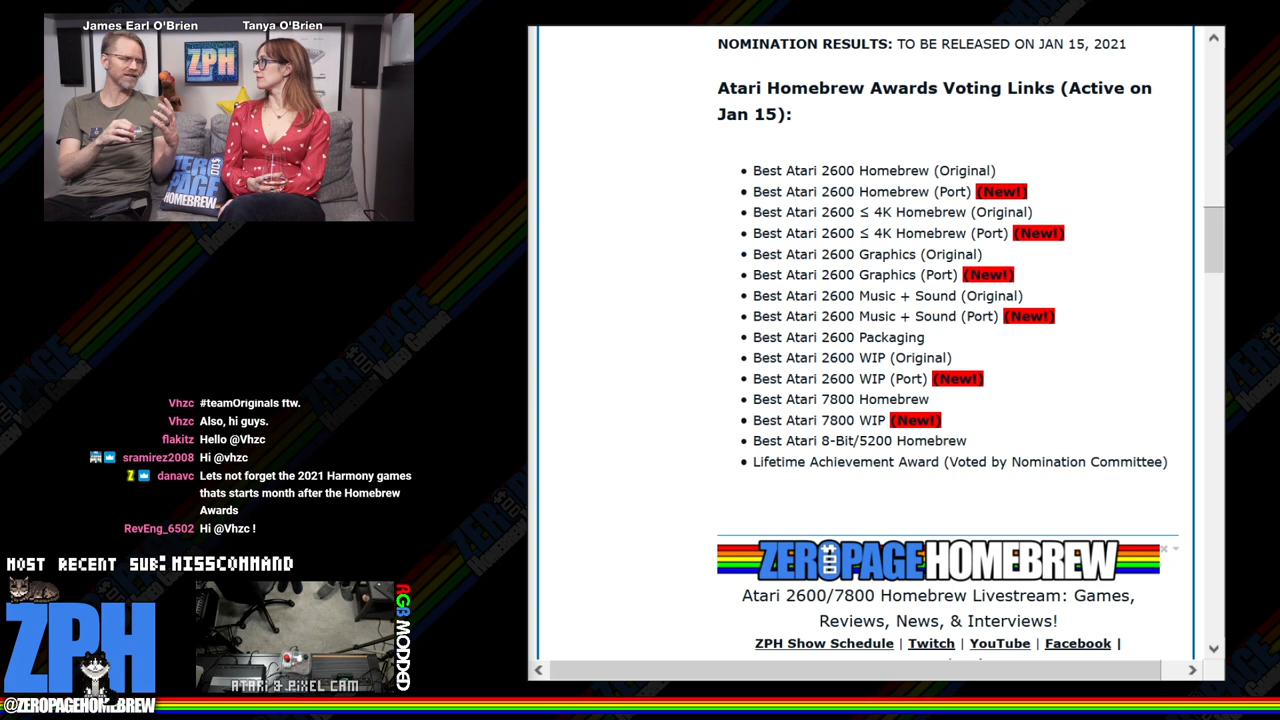 James Earl O'Brien
Tanya O'Brien
ZPH
ZERO
PAGE
HOMEBREW
NOMINATION RESULTS: TO BE RELEASED ON JAN 15, 2021
Atari Homebrew Awards Voting Links (Active on
Jan 15):
• Best Atari 2600 Homebrew (Original)
• Best Atari 2600 Homebrew (Port) (New!)
• Best Atari 2600 ≤ 4K Homebrew (Original)
• Best Atari 2600 ≤ 4K Homebrew (Port) (New!)
• Best Atari 2600 Graphics (Original)
• Best Atari 2600 Graphics (Port) (New!)
• Best Atari 2600 Music + Sound (Original)
• Best Atari 2600 Music + Sound (Port) (New!)
• Best Atari 2600 Packaging
• Best Atari 2600 WIP (Original)
• Best Atari 2600 WIP (Port) (New!)
• Best Atari 7800 Homebrew
• Best Atari 7800 WIP (New!)
• Best Atari 8-Bit/5200 Homebrew
• Lifetime Achievement Award (Voted by Nomination Committee)
ZEROPAGE$00HOMEBREW
Atari 2600/7800 Homebrew Livestream: Games,
Reviews, News, & Interviews!
ZPH Show Schedule | Twitch | YouTube | Facebook |
Vhzc #teamOriginals ftw.
Vhzc Also, hi guys.
flakitz Hello @Vhzc
sramirez2008 Hi @vhzc
danavc Lets not forget the 2021 Harmony games
thats starts month after the Homebrew
Awards
RevEng_6502 Hi @Vhzc !
MOST RECENT SUB: MISSCOMMAND
ZPH
@ZEROPAGEHOMEBREW
ATARI & PIXEL CAM
RGB MODDED